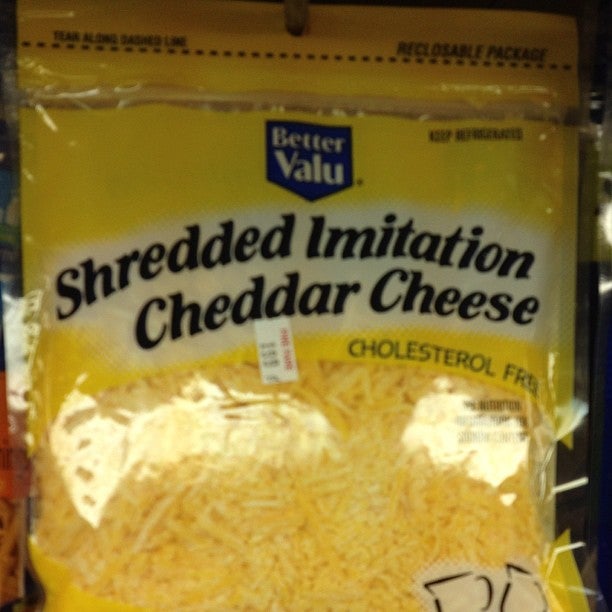 TEAR ALONG DASHED LINE
RECLOSABLE PACKAGE
KEEP REFRIGERATED
Better
Valu
Shredded Imitation
Cheddar Cheese
CHOLESTEROL FREE